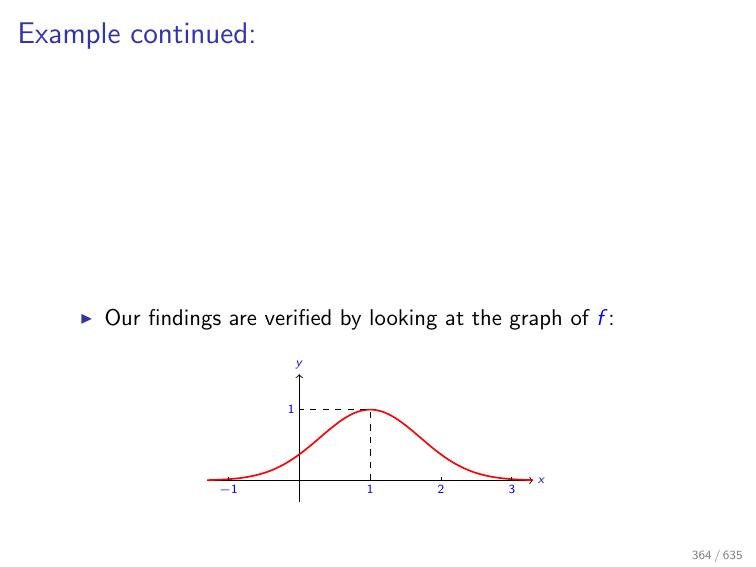 Example continued:
▶ Our findings are verified by looking at the graph of f:
y
1
−1 1 2 3 x
364 / 635